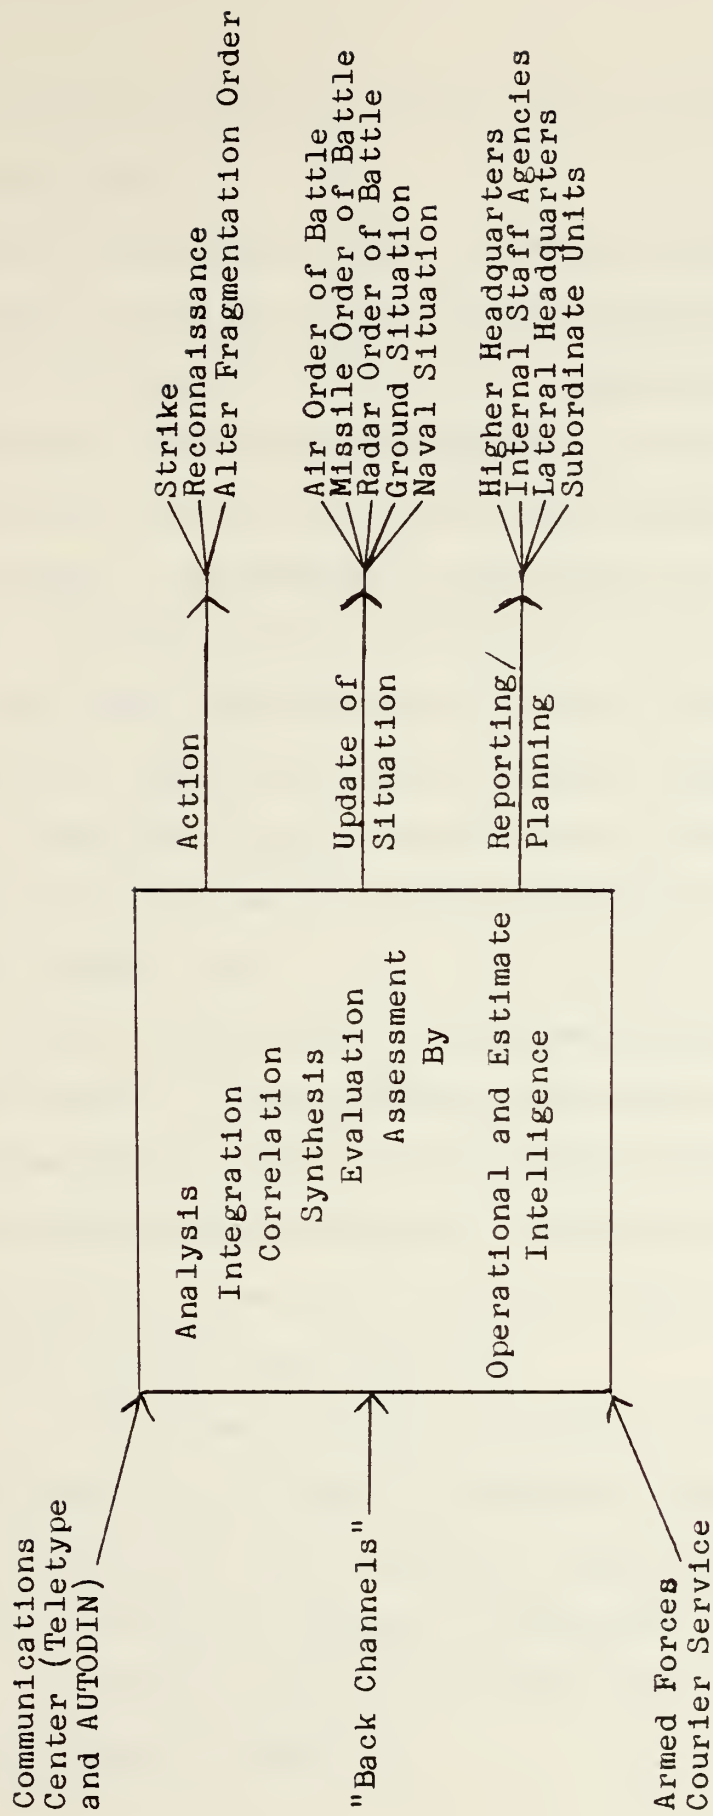 Communications
Center (Teletype
and AUTODIN)
"Back Channels"
Armed Forces
Courier Service
Analysis
Integration
Correlation
Synthesis
Evaluation
Assessment
By
Operational and Estimate
Intelligence
Action
Strike
Reconnaissance
Alter Fragmentation Order
Update of
Situation
Air Order of Battle
Missile Order of Battle
Radar Order of Battle
Ground Situation
Naval Situation
Reporting/
Planning
Higher Headquarters
Internal Staff Agencies
Lateral Headquarters
Subordinate Units